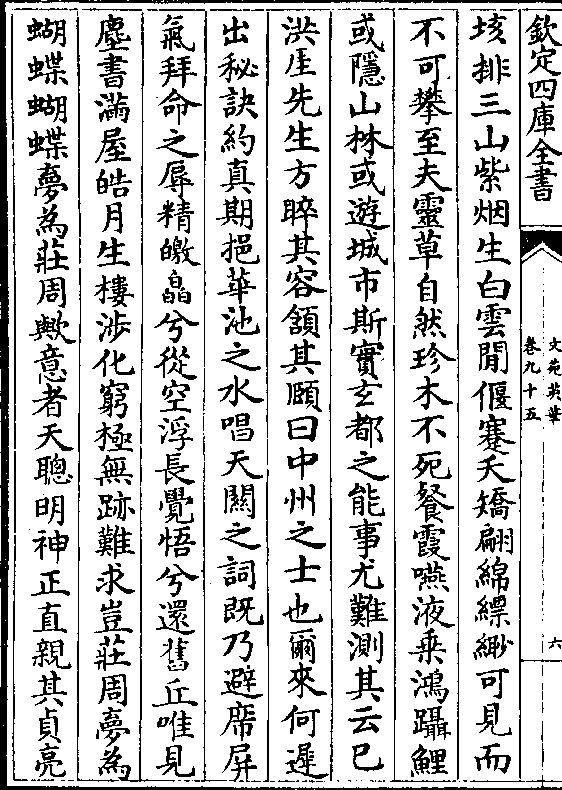 欽定四庫全書
文苑英華
卷九十五
六
垓排三山紫烟生白雲閒偃蹇夭矯翩綿縹緲可見而
不可攀至夫靈草自然珍木不死餐霞嚥液乗鴻躡鯉
或隱山林或遊城市斯實玄都之能事尤難測其云已
洪厓先生方睟其容頷其頤曰中州之士也爾來何遲
出秘訣約真期挹華池之水唱天關之詞既乃避席屏
氣拜命之辱精皦皛兮從空浮長覺悟兮還舊丘唯見
塵書滿屋皓月生樓渉化窮極無跡難求豈莊周夢為
蝴蝶蝴蝶夢為莊周歟意者天聰明神正直親其貞亮